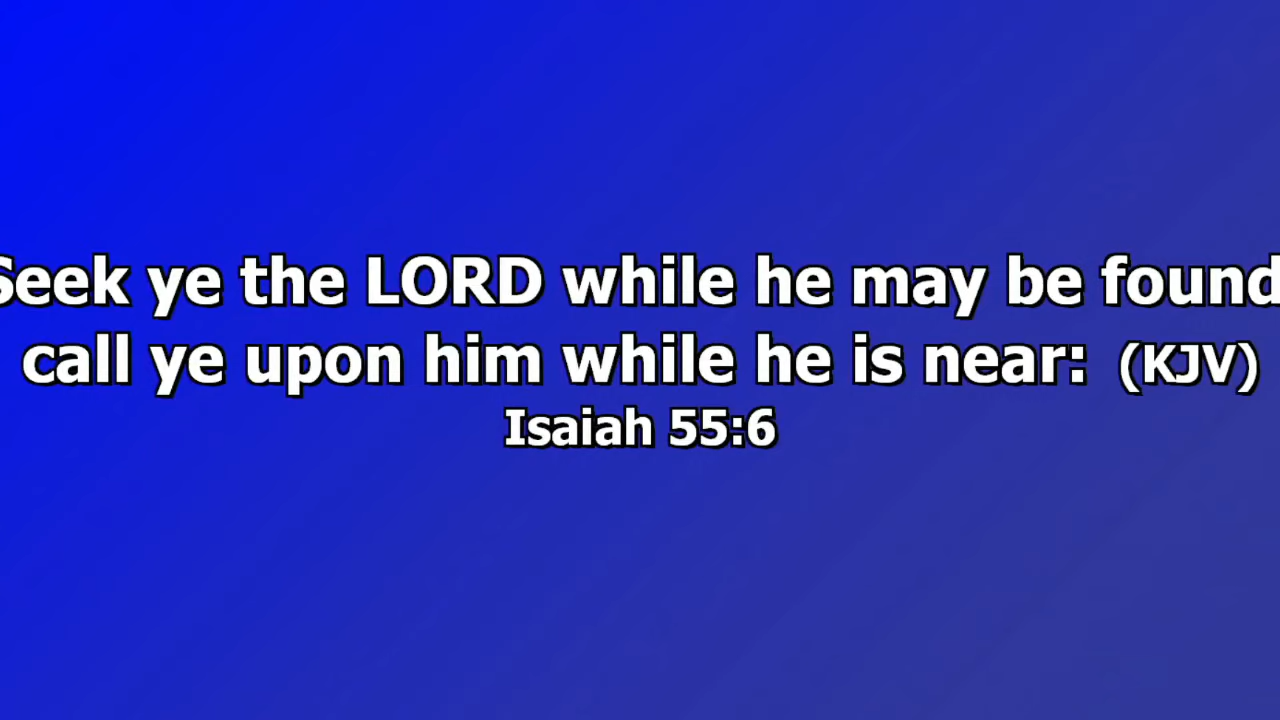 Seek ye the LORD while he may be found
call ye upon him while he is near: (KJV)
Isaiah 55:6